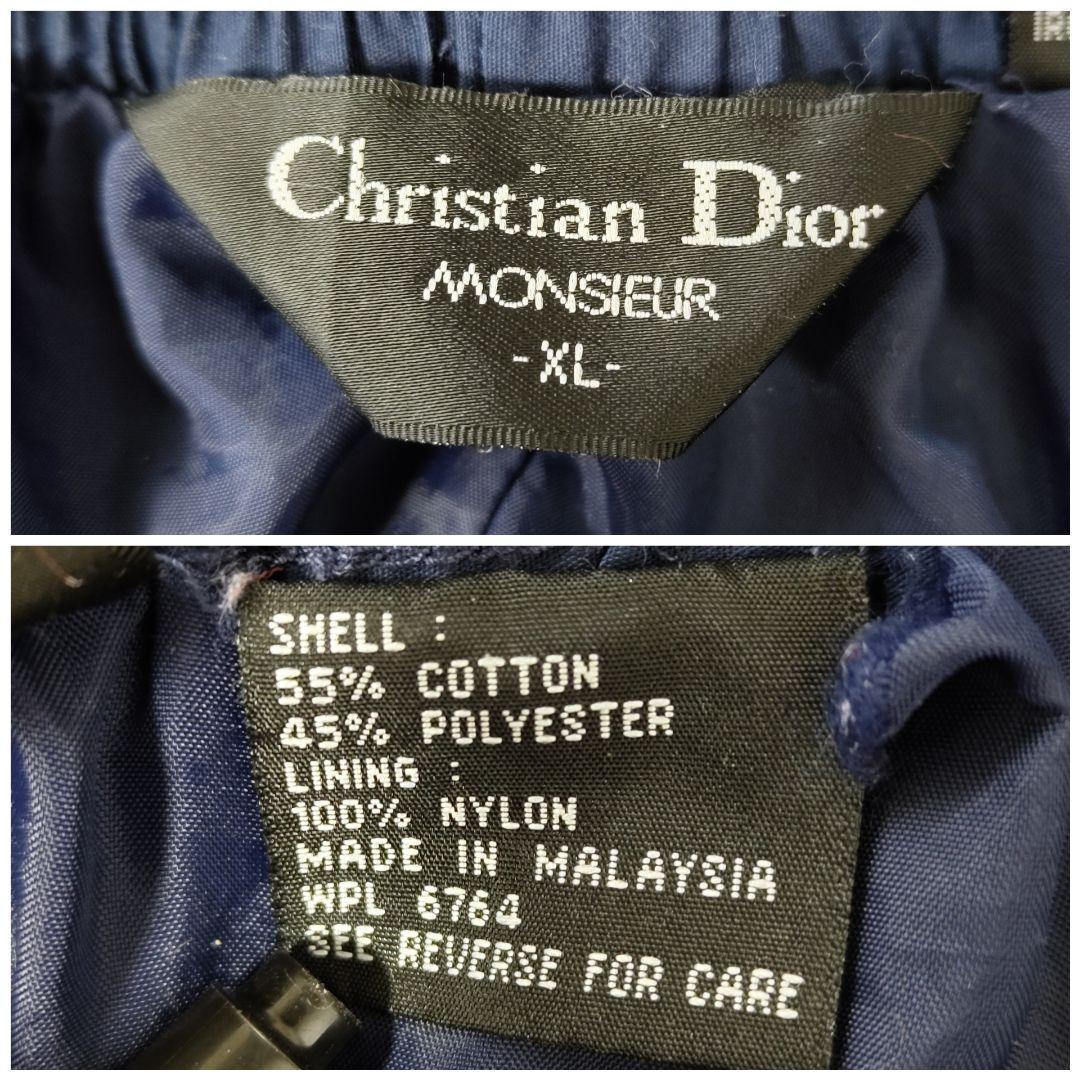 Christian Dior
MONSIEUR
-XL-
SHELL :
55% COTTON
45% POLYESTER
LINING :
100% NYLON
MADE IN MALAYSIA
WPL 6764
SEE REVERSE FOR CARE